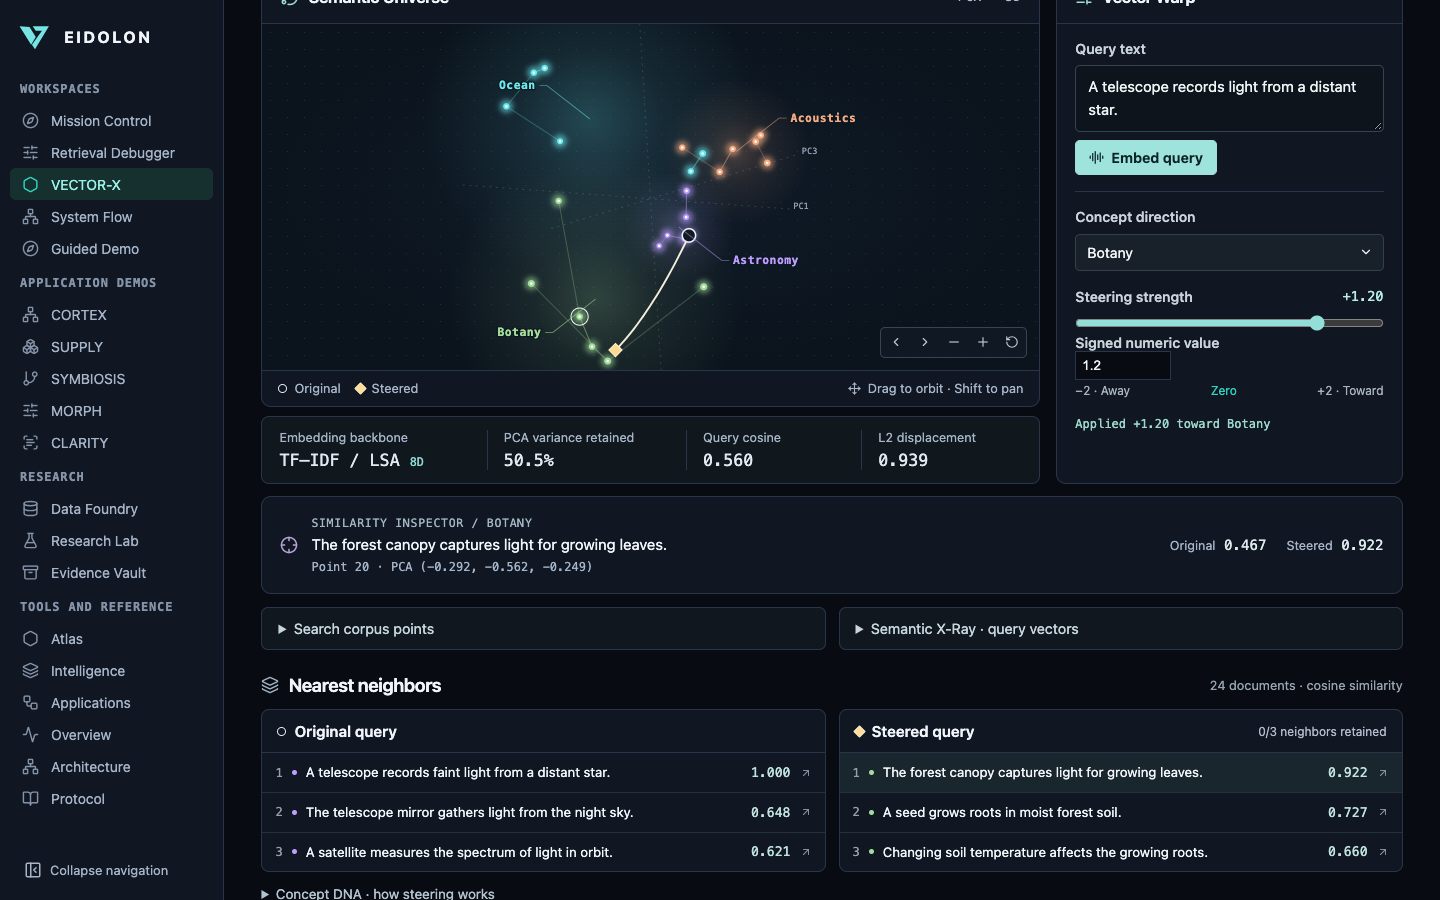 EIDOLON
WORKSPACES
Mission Control
Retrieval Debugger
VECTOR-X
System Flow
Guided Demo
APPLICATION DEMOS
CORTEX
SUPPLY
SYMBIOSIS
MORPH
CLARITY
RESEARCH
Data Foundry
Research Lab
Evidence Vault
TOOLS AND REFERENCE
Atlas
Intelligence
Applications
Overview
Architecture
Protocol
Collapse navigation
Semantic Universe
Ocean
Acoustics
PC3
PC1
Astronomy
Botany
Original
Steered
Drag to orbit · Shift to pan
Vector Warp
Query text
A telescope records light from a distant
star.
Embed query
Concept direction
Botany
Steering strength +1.20
Signed numeric value
1.2
−2 · Away Zero +2 · Toward
Applied +1.20 toward Botany
Embedding backbone
TF–IDF / LSA 8D
PCA variance retained
50.5%
Query cosine
0.560
L2 displacement
0.939
SIMILARITY INSPECTOR / BOTANY
The forest canopy captures light for growing leaves.
Point 20 · PCA (−0.292, −0.562, −0.249)
Original 0.467 Steered 0.922
Search corpus points
Semantic X-Ray · query vectors
Nearest neighbors
24 documents · cosine similarity
Original query
1 A telescope records faint light from a distant star. 1.000
2 The telescope mirror gathers light from the night sky. 0.648
3 A satellite measures the spectrum of light in orbit. 0.621
Steered query 0/3 neighbors retained
1 The forest canopy captures light for growing leaves. 0.922
2 A seed grows roots in moist forest soil. 0.727
3 Changing soil temperature affects the growing roots. 0.660
Concept DNA · how steering works